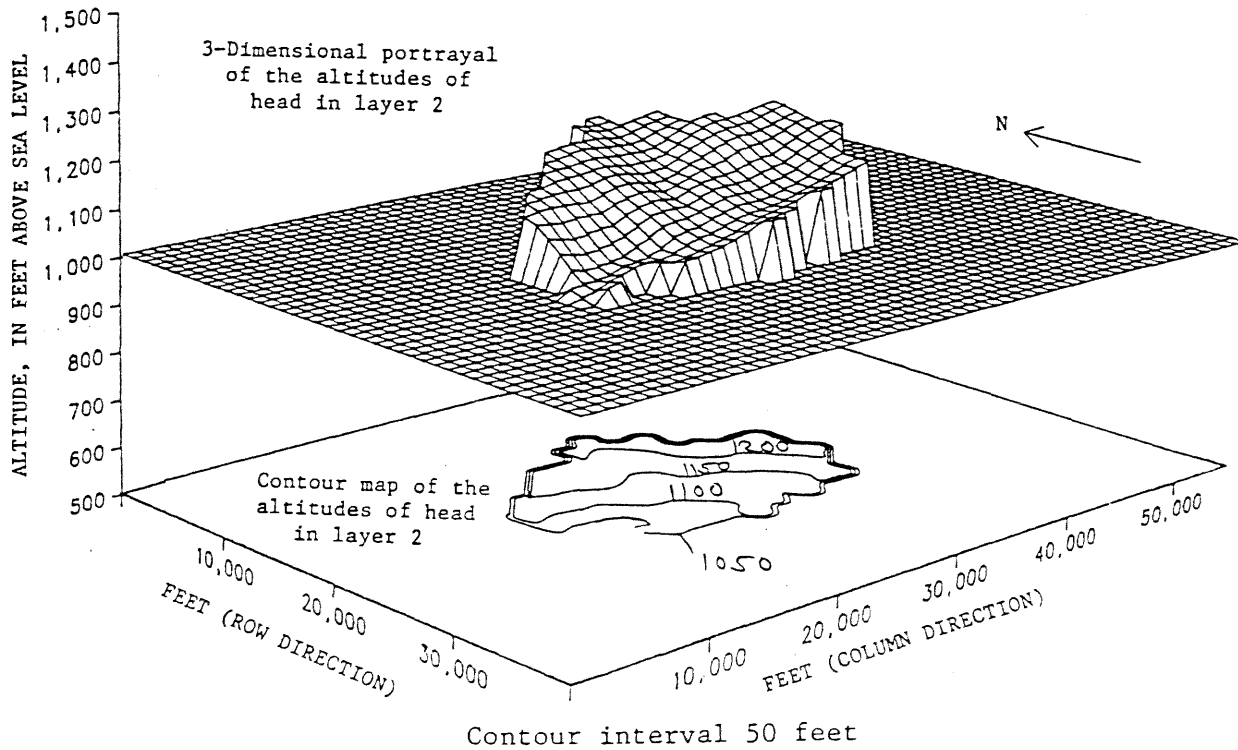 1,500
1,400
1,300
1,200
1,100
1,000
900
800
700
600
500
ALTITUDE, IN FEET ABOVE SEA LEVEL
3-Dimensional portrayal
of the altitudes of
head in layer 2
N
Contour map of the
altitudes of head
in layer 2
1200
1150
1100
1050
10,000
20,000
30,000
FEET (ROW DIRECTION)
10,000
20,000
30,000
40,000
50,000
FEET (COLUMN DIRECTION)
Contour interval 50 feet